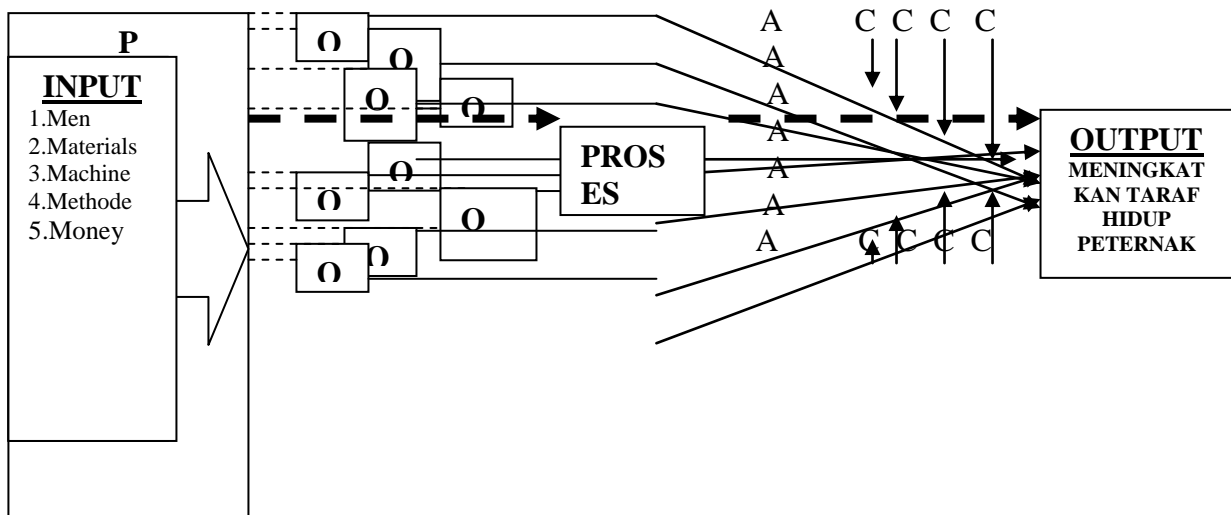 P
INPUT
1.Men
2.Materials
3.Machine
4.Methode
5.Money
O
O
O
O
O
O
O
O
O
PROS
ES
A
A
A
A
A
A
A
C C C C
C C C C
OUTPUT
MENINGKAT
KAN TARAF
HIDUP
PETERNAK